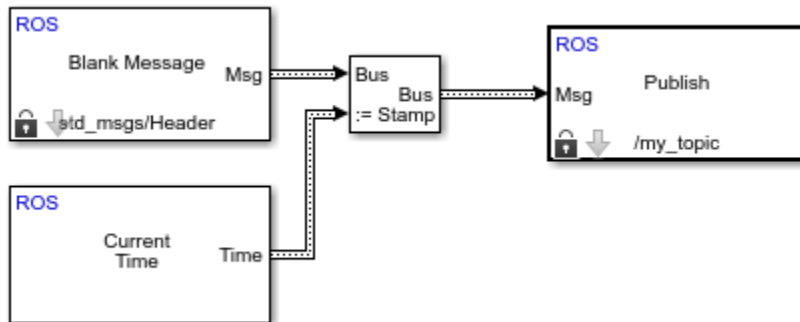 ROS
Blank Message
Msg
std_msgs/Header
Bus
Bus
:= Stamp
ROS
Publish
Msg
/my_topic
ROS
Current
Time
Time